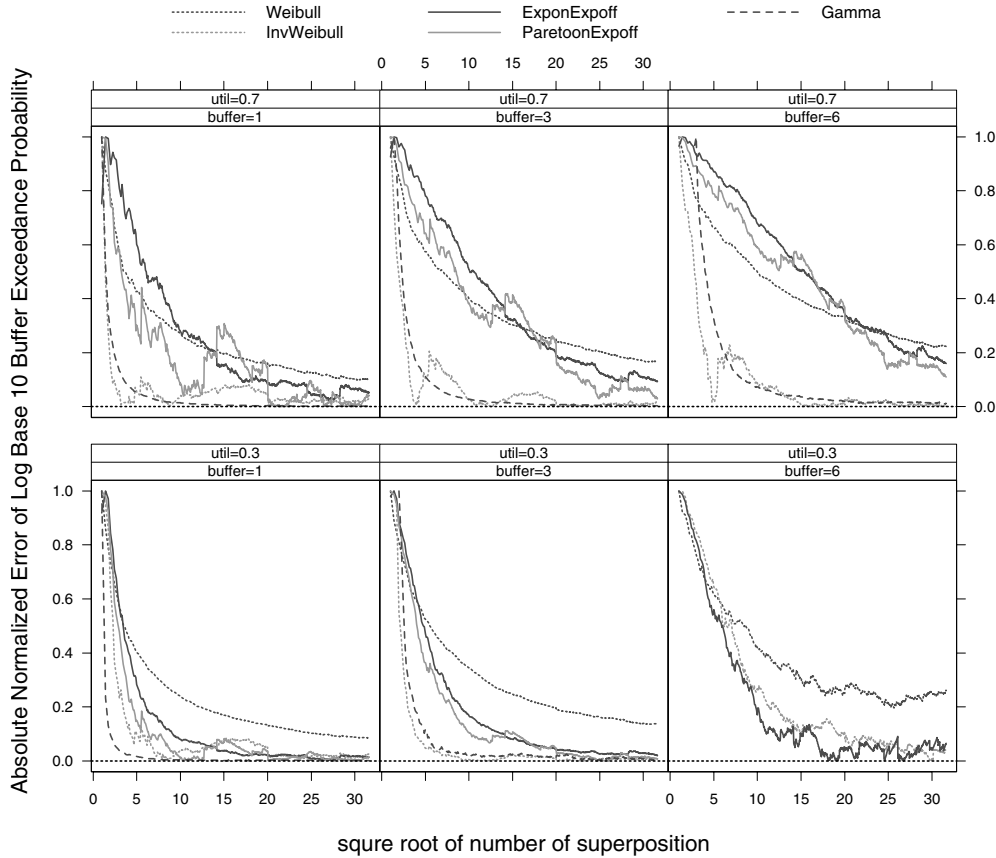 Weibull ExponExpoff Gamma
InvWeibull ParetoonExpoff
0 5 10 15 20 25 30
util=0.7 util=0.7 util=0.7
buffer=1 buffer=3 buffer=6
1.0
0.8
0.6
0.4
0.2
0.0
util=0.3 util=0.3 util=0.3
buffer=1 buffer=3 buffer=6
1.0
0.8
0.6
0.4
0.2
0.0
0 5 10 15 20 25 30 0 5 10 15 20 25 30
squre root of number of superposition
Absolute Normalized Error of Log Base 10 Buffer Exceedance Probability